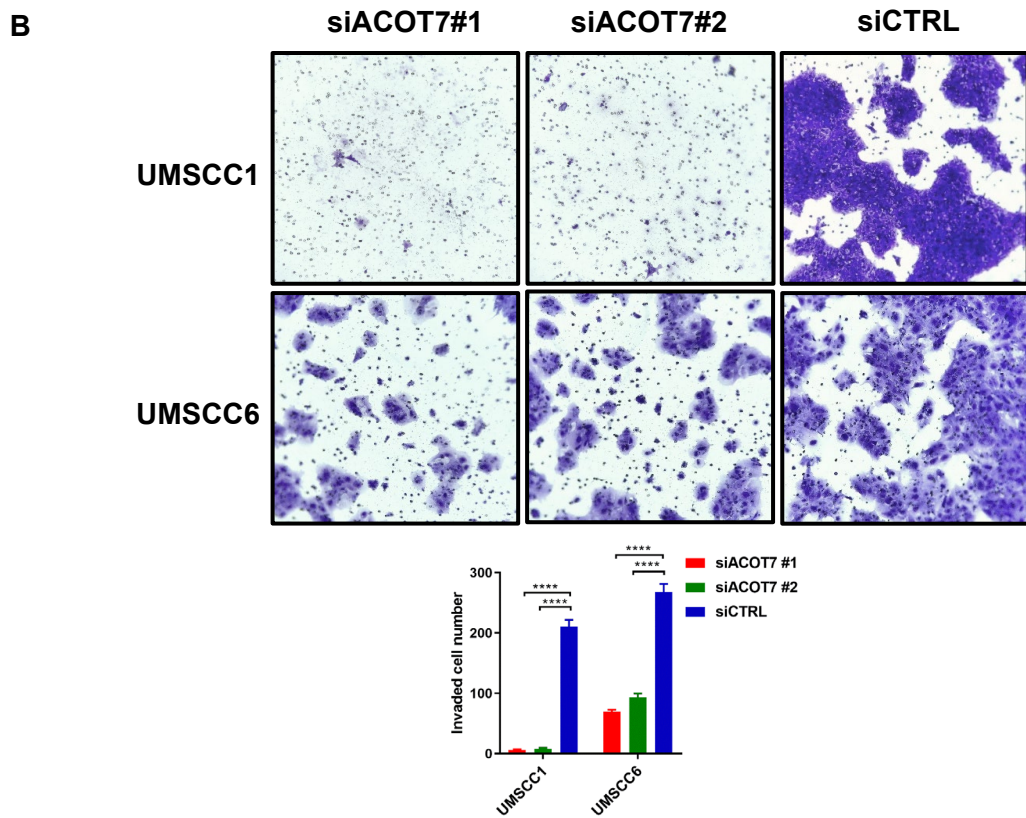 B
siACOT7#1 siACOT7#2 siCTRL
UMSCC1
UMSCC6
**** ****
**** ****
siACOT7 #1
siACOT7 #2
siCTRL
Invaded cell number
300
200
100
0
UMSCC1 UMSCC6